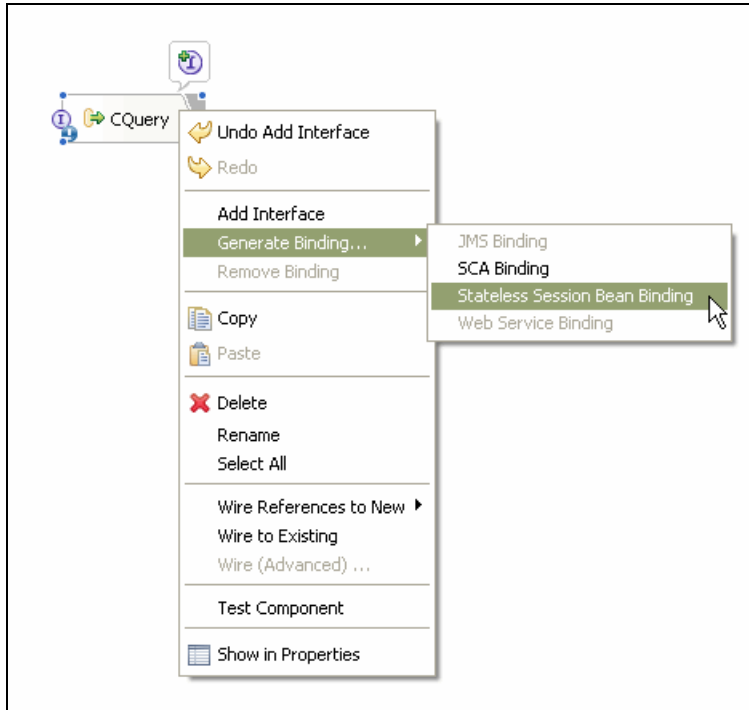 CQuery
Undo Add Interface
Redo
Add Interface
Generate Binding...
Remove Binding
Copy
Paste
Delete
Rename
Select All
Wire References to New
Wire to Existing
Wire (Advanced) ...
Test Component
Show in Properties
JMS Binding
SCA Binding
Stateless Session Bean Binding
Web Service Binding